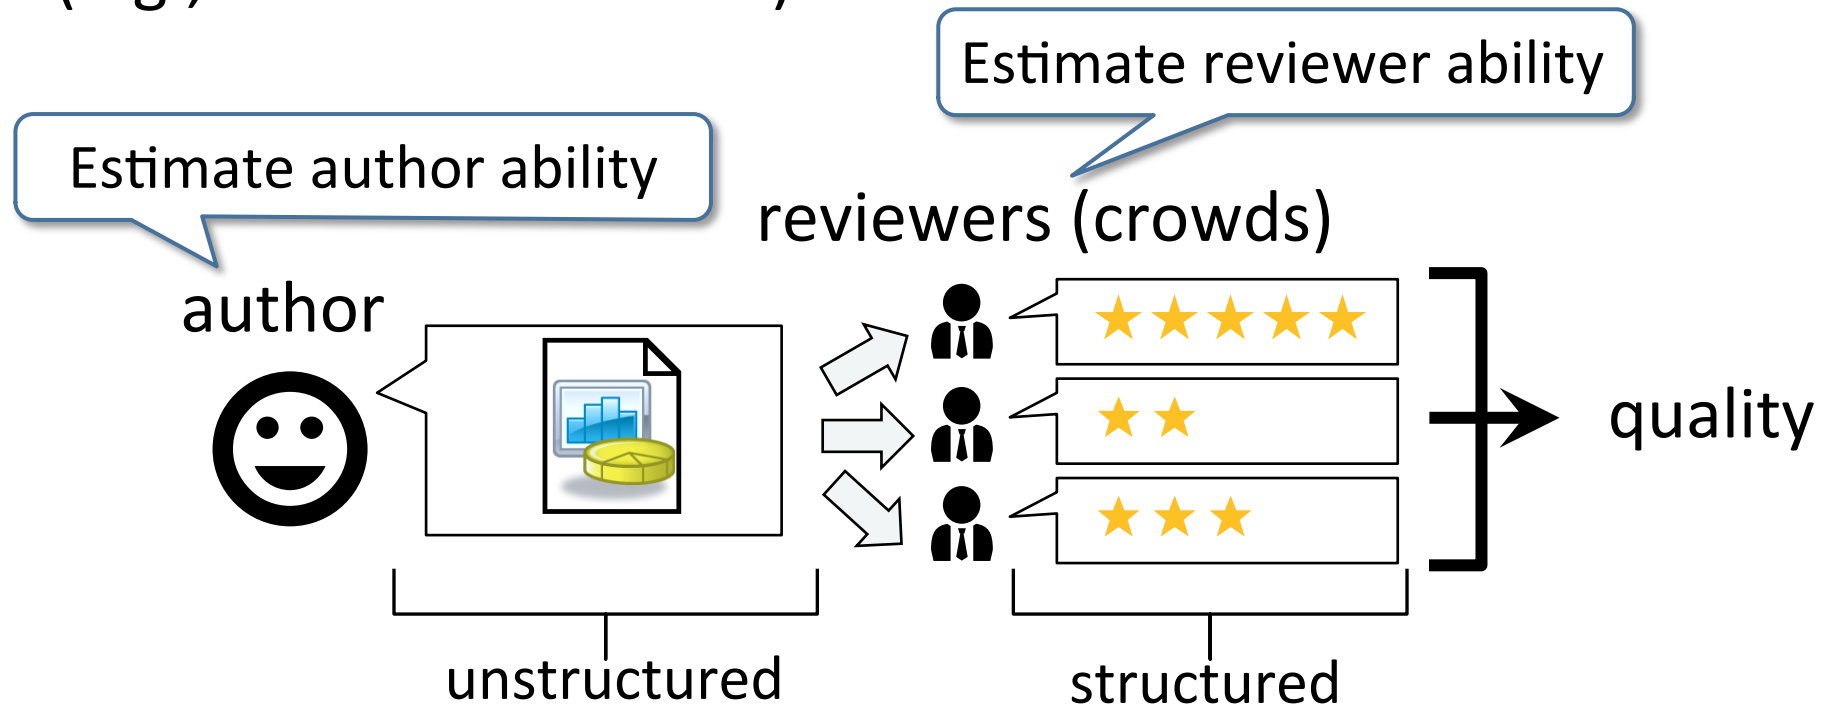 Estimate reviewer ability
Estimate author ability
reviewers (crowds)
author
quality
unstructured
structured